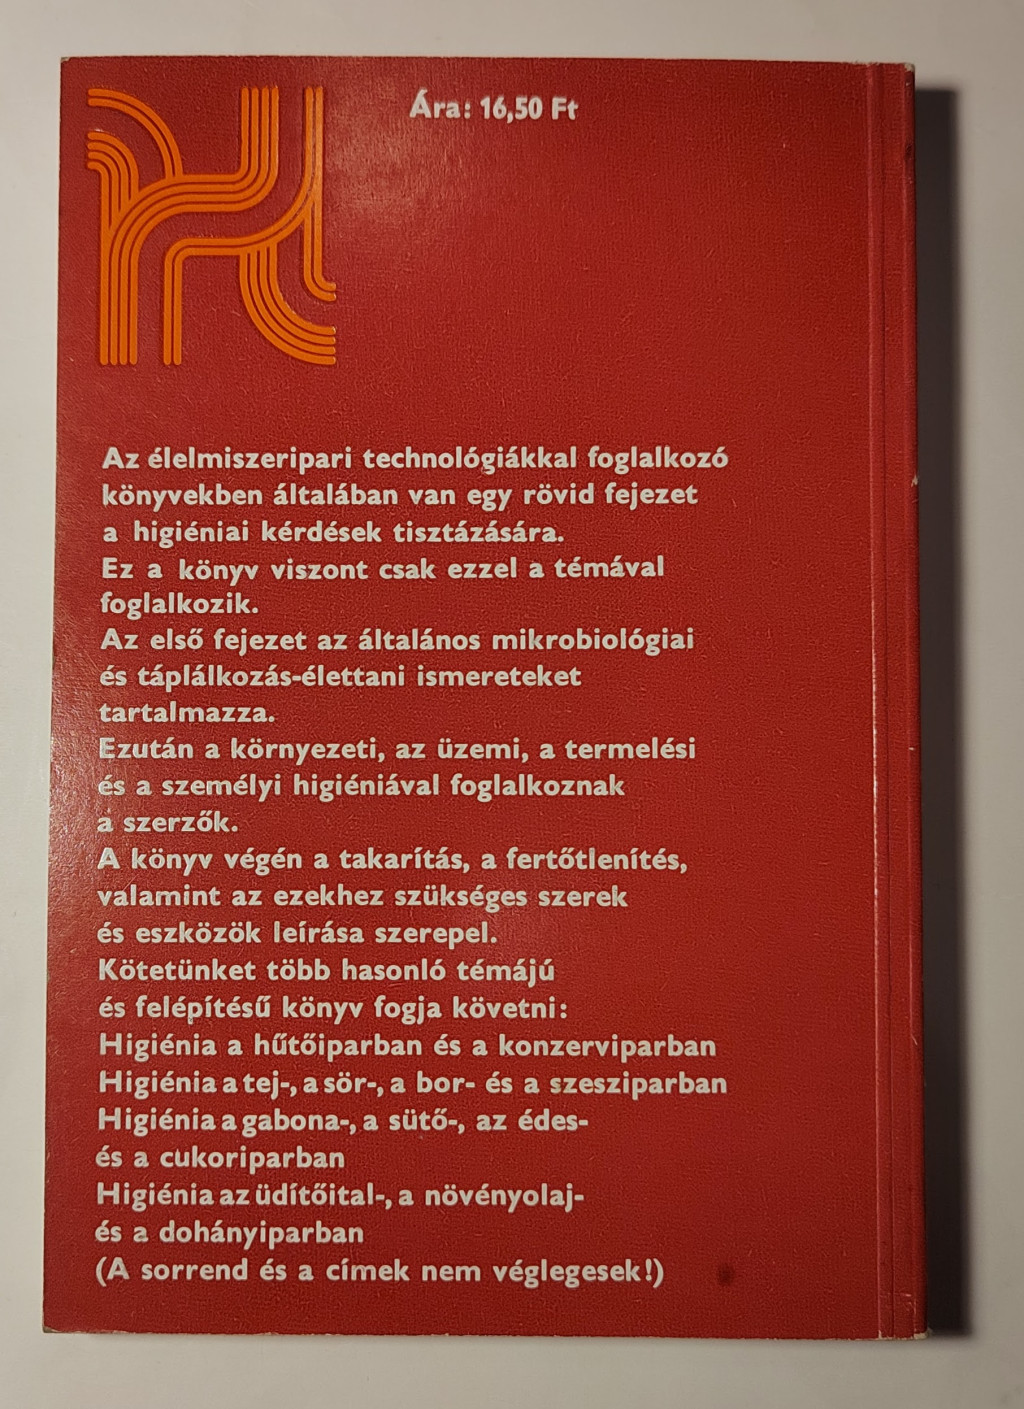 Ára: 16,50 Ft
Az élelmiszeripari technológiákkal foglalkozó
könyvekben általában van egy rövid fejezet
a higiéniai kérdések tisztázására.
Ez a könyv viszont csak ezzel a témával
foglalkozik.
Az első fejezet az általános mikrobiológiai
és táplálkozás-élettani ismereteket
tartalmazza.
Ezután a környezeti, az üzemi, a termelési
és a személyi higiéniával foglalkoznak
a szerzők.
A könyv végén a takarítás, a fertőtlenítés,
valamint az ezekhez szükséges szerek
és eszközök leírása szerepel.
Kötetünket több hasonló témájú
és felépítésű könyv fogja követni:
Higiénia a hűtőiparban és a konzerviparban
Higiénia a tej-, a sör-, a bor- és a szesziparban
Higiénia a gabona-, a sütő-, az édes-
és a cukoriparban
Higiénia az üdítőital-, a növényolaj-
és a dohányiparban
(A sorrend és a címek nem véglegesek!)